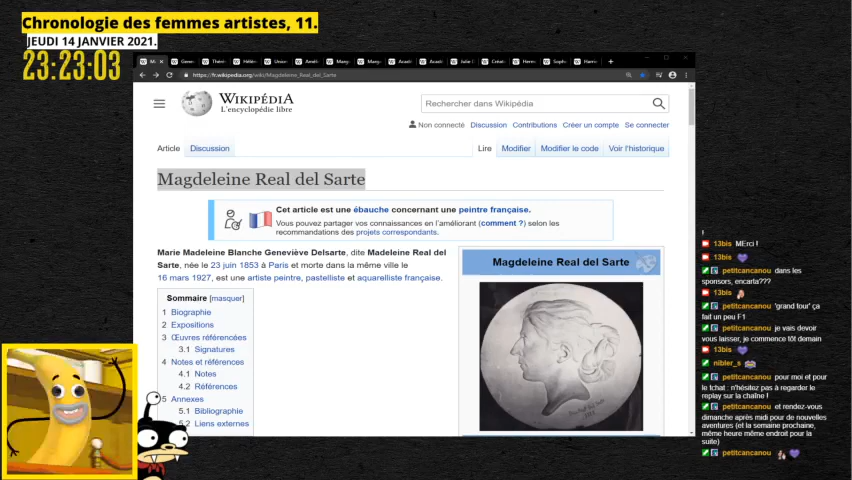 Chronologie des femmes artistes, 11.
JEUDI 14 JANVIER 2021.
23:23:03
https://fr.wikipedia.org/wiki/Magdeleine_Real_del_Sarte
WIKIPÉDIA
L'encyclopédie libre
Rechercher dans Wikipédia
Non connecté Discussion Contributions Créer un compte Se connecter
Article Discussion Lire Modifier Modifier le code Voir l'historique
Magdeleine Real del Sarte
Cet article est une ébauche concernant une peintre française.
Vous pouvez partager vos connaissances en l'améliorant (comment ?) selon les
recommandations des projets correspondants.
Marie Madeleine Blanche Geneviève Delsarte, dite Madeleine Real del
Sarte, née le 23 juin 1853 à Paris et morte dans la même ville le
16 mars 1927, est une artiste peintre, pastelliste et aquarelliste française.
Magdeleine Real del Sarte
Sommaire [masquer]
1 Biographie
2 Expositions
3 Œuvres référencées
3.1 Signatures
4 Notes et références
4.1 Notes
4.2 Références
5 Annexes
5.1 Bibliographie
5.2 Liens externes
!
13bis MErci !
13bis
petitcancanou dans les
sponsors, encarta???
13bis
petitcancanou 'grand tour' ça
fait un peu F1
petitcancanou je vais devoir
vous laisser, je commence tôt demain
13bis
nibler_s
petitcancanou pour moi et pour
le tchat : n'hésitez pas à regarder le
replay sur la chaîne !
petitcancanou et rendez-vous
dimanche après midi pour de nouvelles
aventures (et la semaine prochaine,
même heure même endroit pour la
suite)
petitcancanou